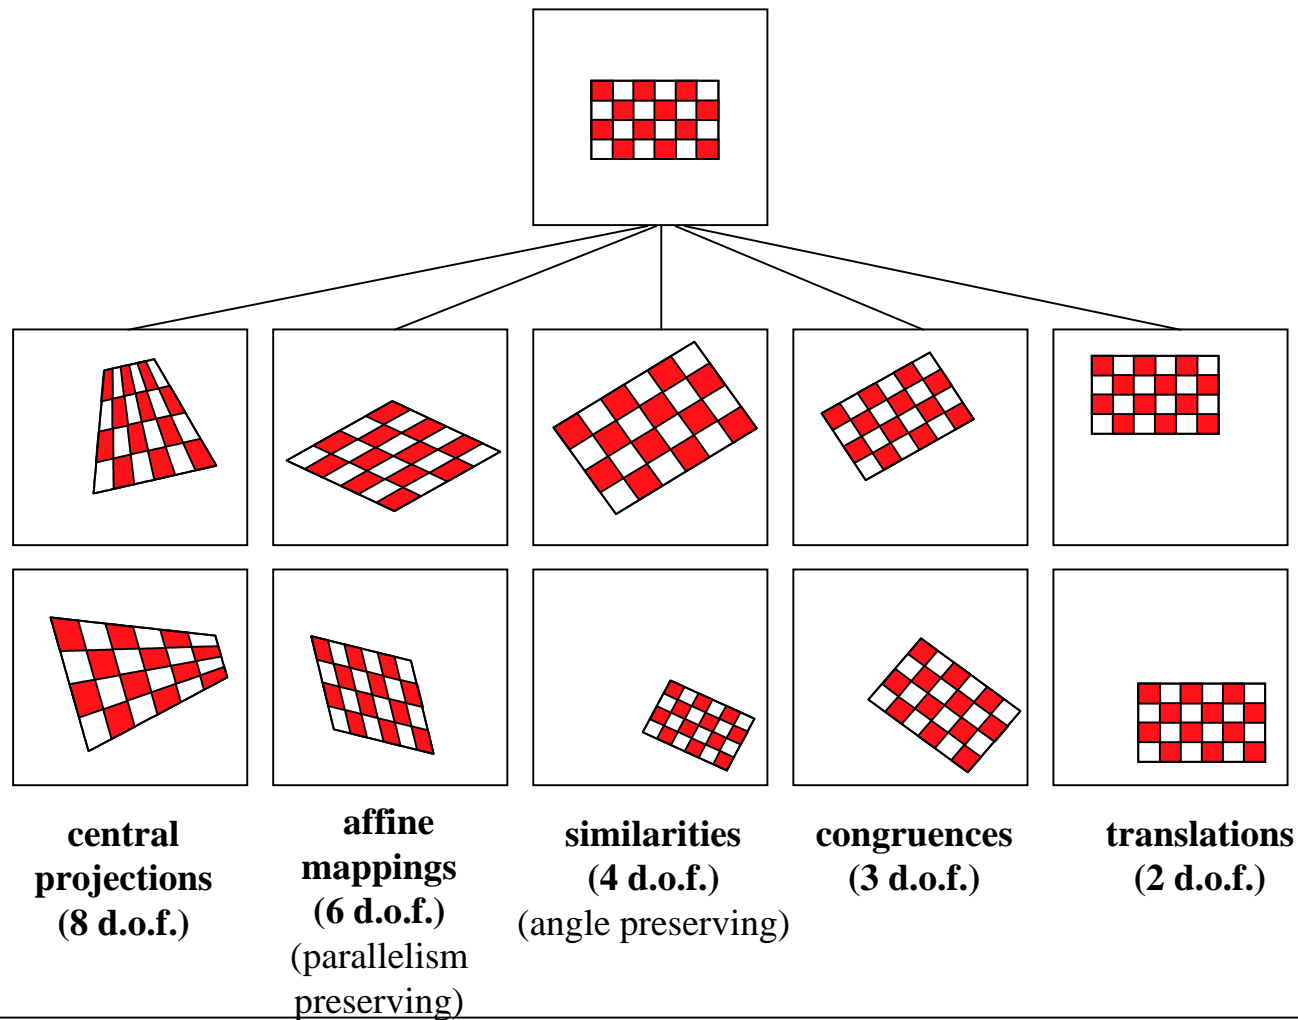 central
projections
(8 d.o.f.)
affine
mappings
(6 d.o.f.)
(parallelism
preserving)
similarities
(4 d.o.f.)
(angle preserving)
congruences
(3 d.o.f.)
translations
(2 d.o.f.)